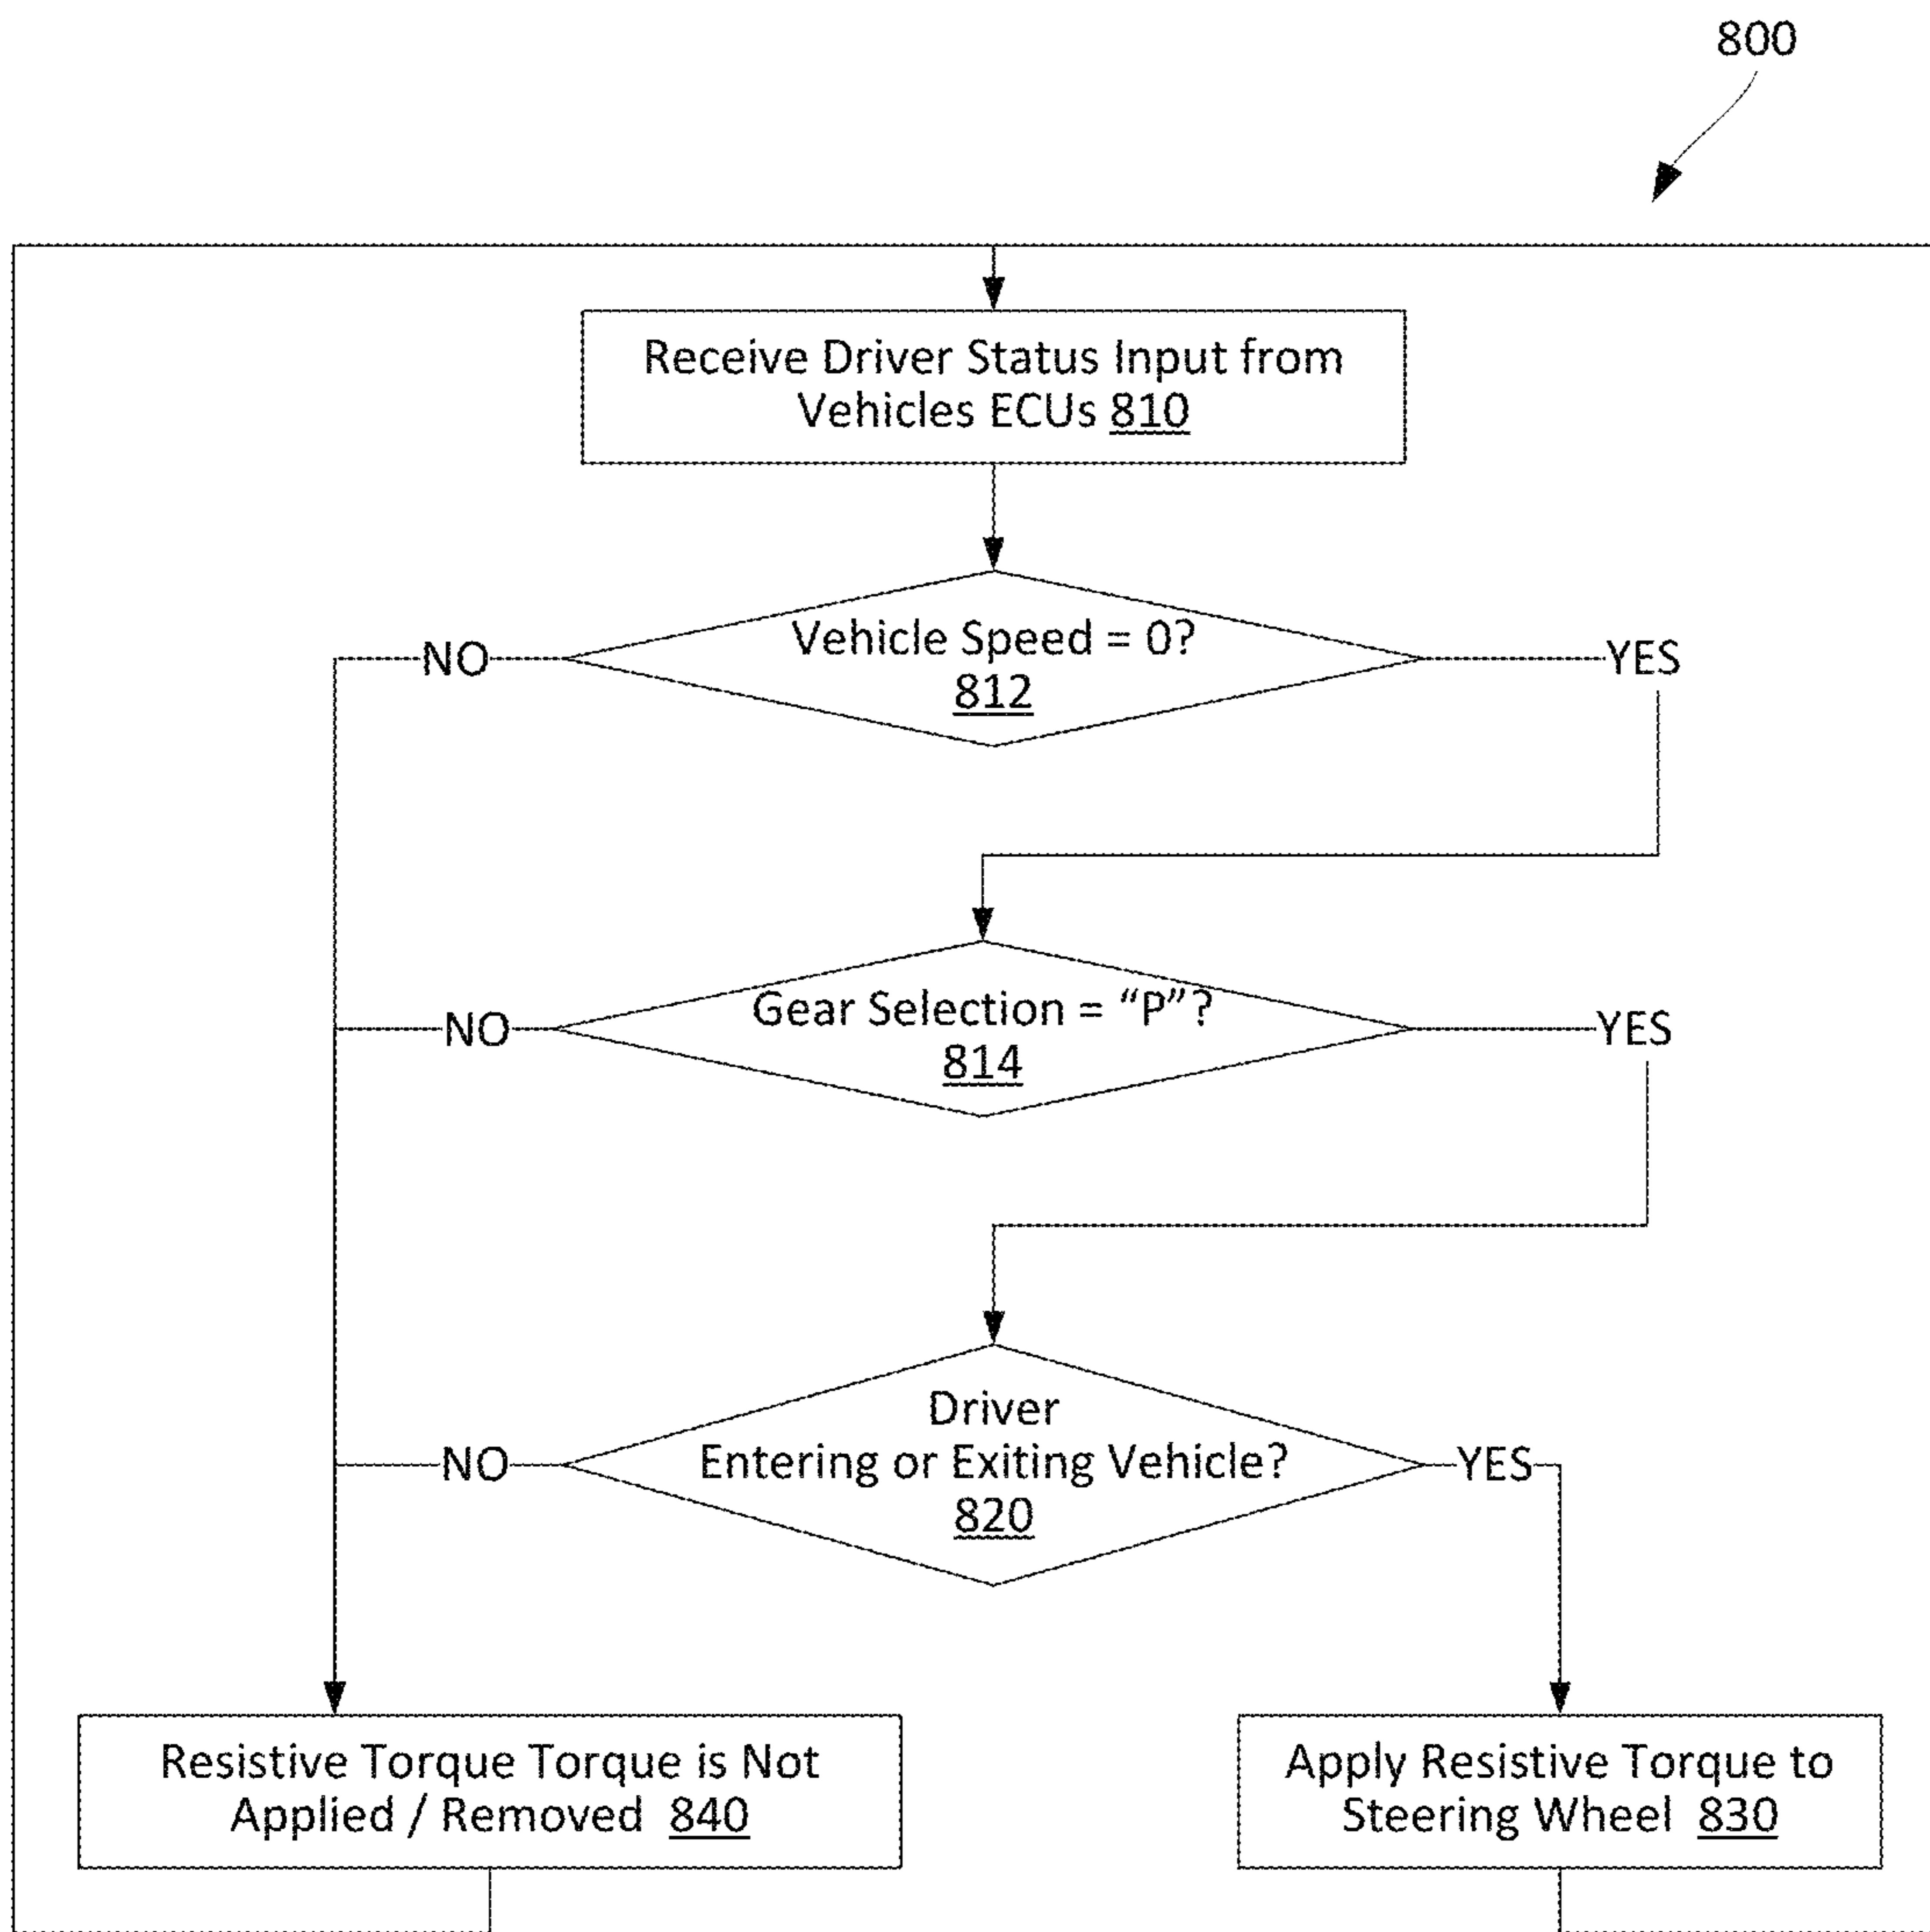 800
Receive Driver Status Input from
Vehicles ECUs 810
Vehicle Speed = 0?
812
NO
YES
Gear Selection = “P”?
814
NO
YES
Driver
Entering or Exiting Vehicle?
820
NO
YES
Resistive Torque Torque is Not
Applied / Removed 840
Apply Resistive Torque to
Steering Wheel 830